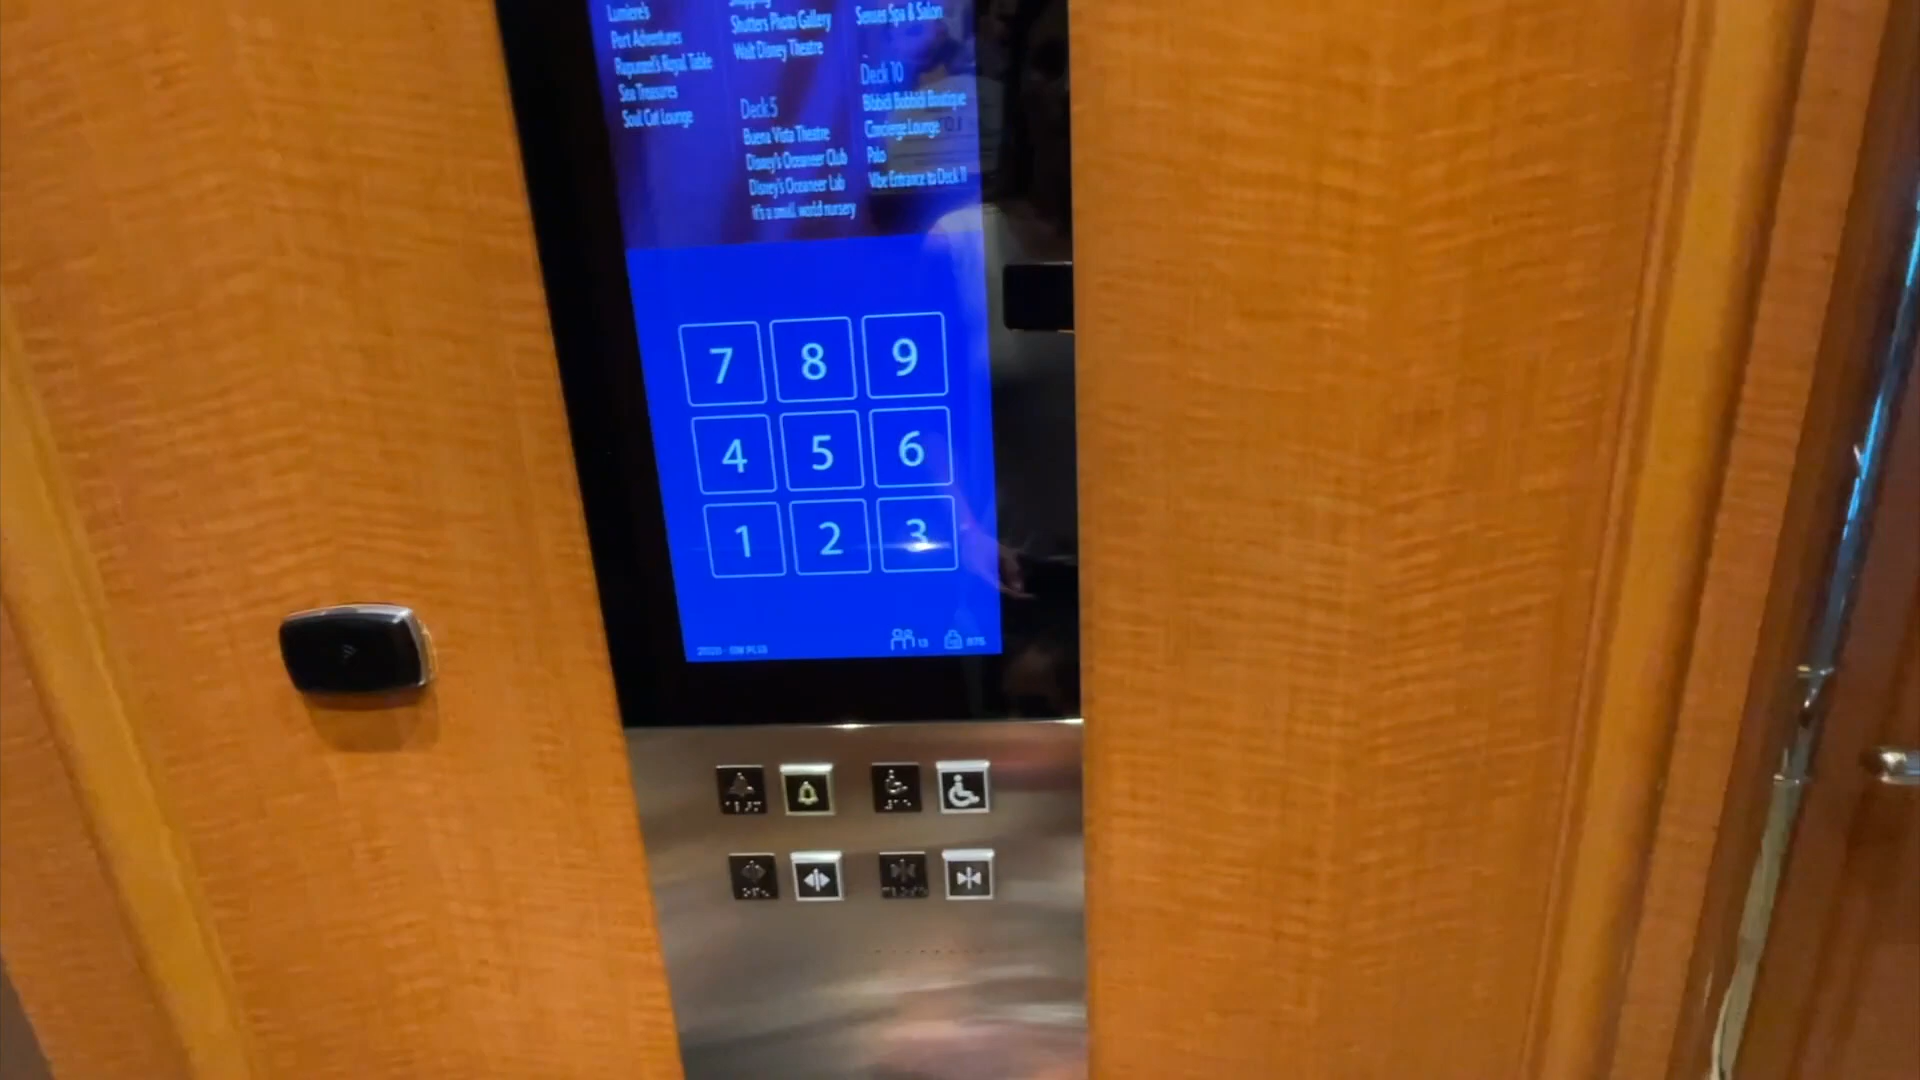 Lumiere's
Port Adventures
Rapunzel's Royal Table
Sea Treasures
Soul Cat Lounge
Shutters Photo Gallery
Walt Disney Theatre
Deck 5
Buena Vista Theatre
Disney's Oceaneer Club
Disney's Oceaneer Lab
it's a small world nursery
Senses Spa & Salon
Deck 10
Bibbidi Bobbidi Boutique
Concierge Lounge
Palo
Vibe Entrance to Deck 11
7 8 9
4 5 6
1 2 3
13
975